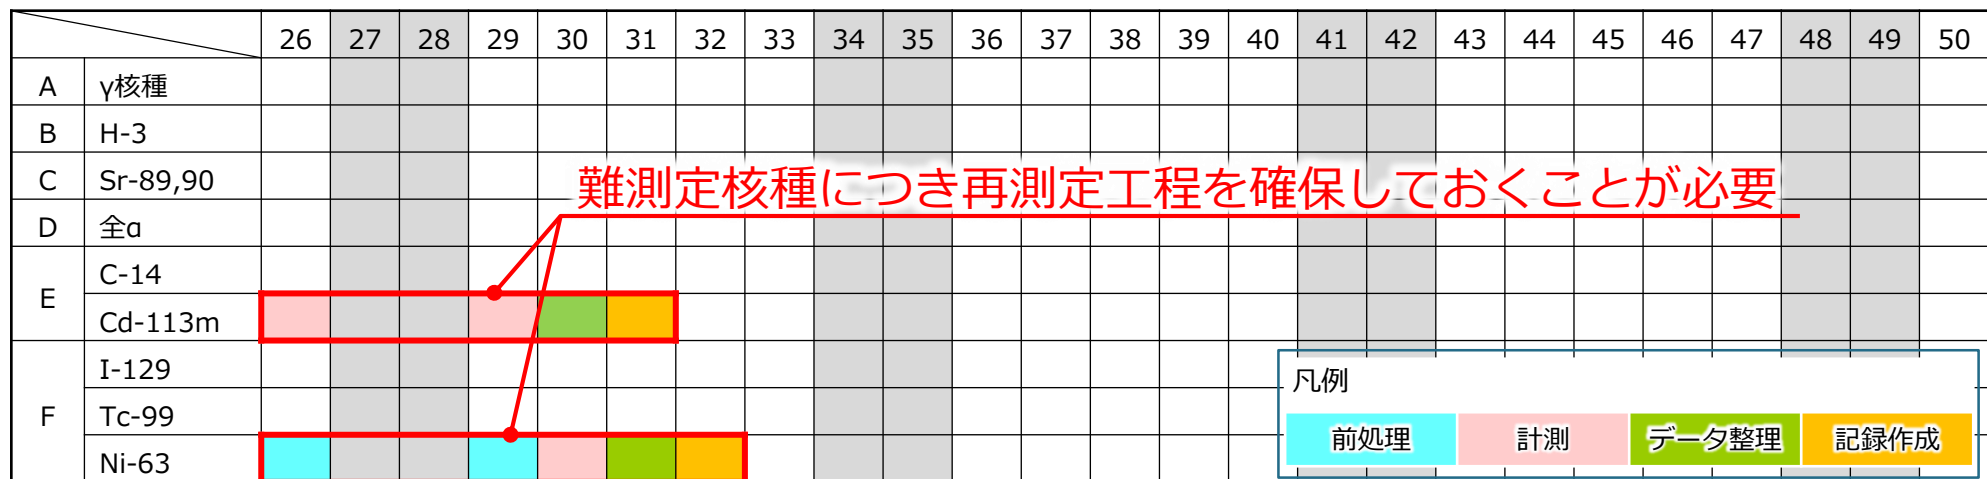 26 27 28 29 30 31 32 33 34 35 36 37 38 39 40 41 42 43 44 45 46 47 48 49 50
A γ核種
B H-3
C Sr-89,90
難測定核種につき再測定工程を確保しておくことが必要
D 全α
E
C-14
Cd-113m
F
I-129
Tc-99
Ni-63
凡例
前処理 計測 データ整理 記録作成